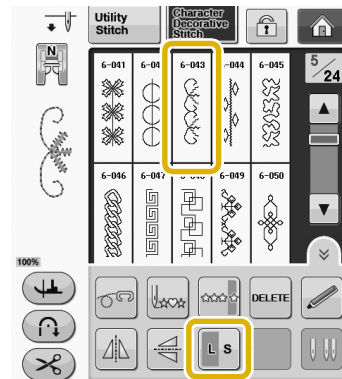 Utility
Stitch
Character
Decorative
Stitch
N
6-041
6-04
6-043
-044
6-045
5/24
6-046
6-047
6-049
6-050
100%
DELETE
L S